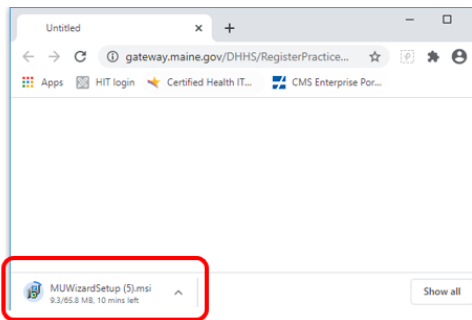 Untitled
gateway.maine.gov/DHHS/RegisterPractice...
Apps HIT login Certified Health IT... CMS Enterprise Por...
MUWizardSetup (5).msi
9.3/65.8 MB, 10 mins left
Show all